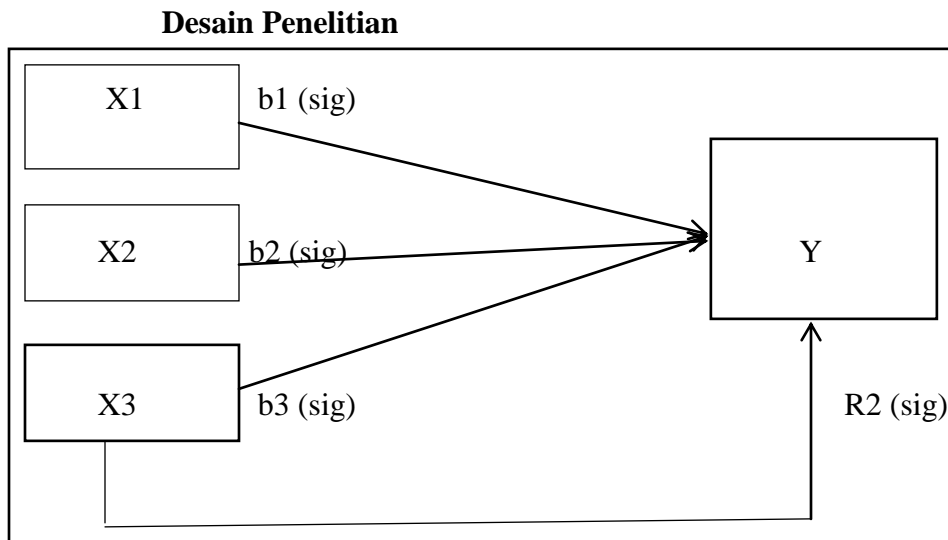 Desain Penelitian
X1
b1 (sig)
X2
b2 (sig)
Y
X3
b3 (sig)
R2 (sig)